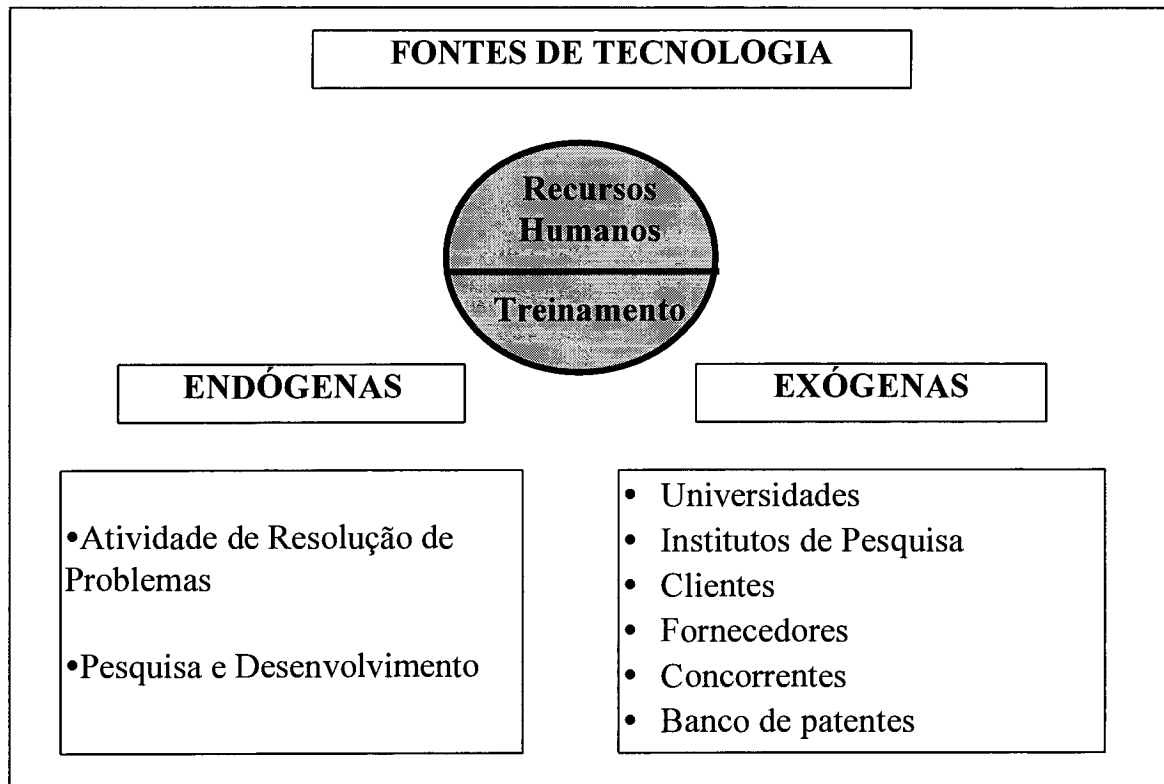 FONTES DE TECNOLOGIA
Recursos
Humanos
Treinamento
ENDÓGENAS
•Atividade de Resolução de
Problemas
•Pesquisa e Desenvolvimento
EXÓGENAS
• Universidades
• Institutos de Pesquisa
• Clientes
• Fornecedores
• Concorrentes
• Banco de patentes